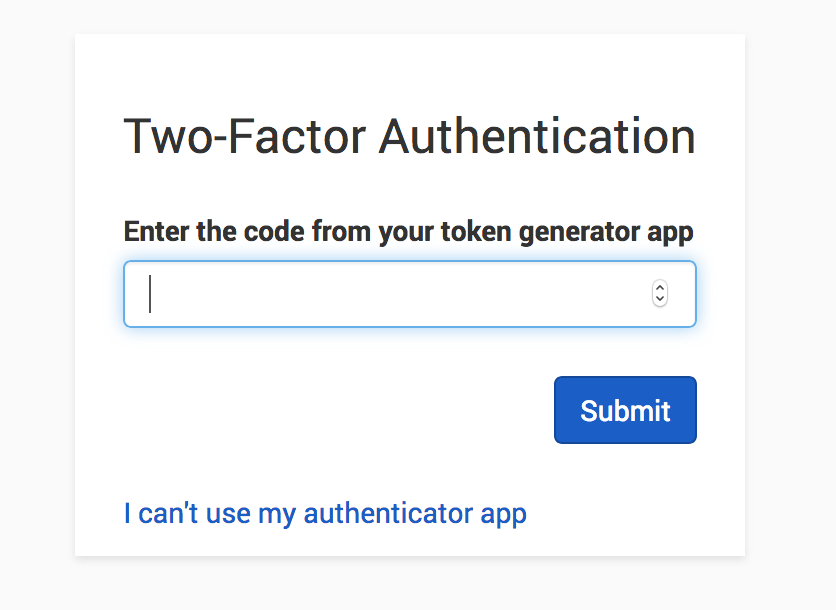 Two-Factor Authentication
Enter the code from your token generator app
Submit
I can't use my authenticator app